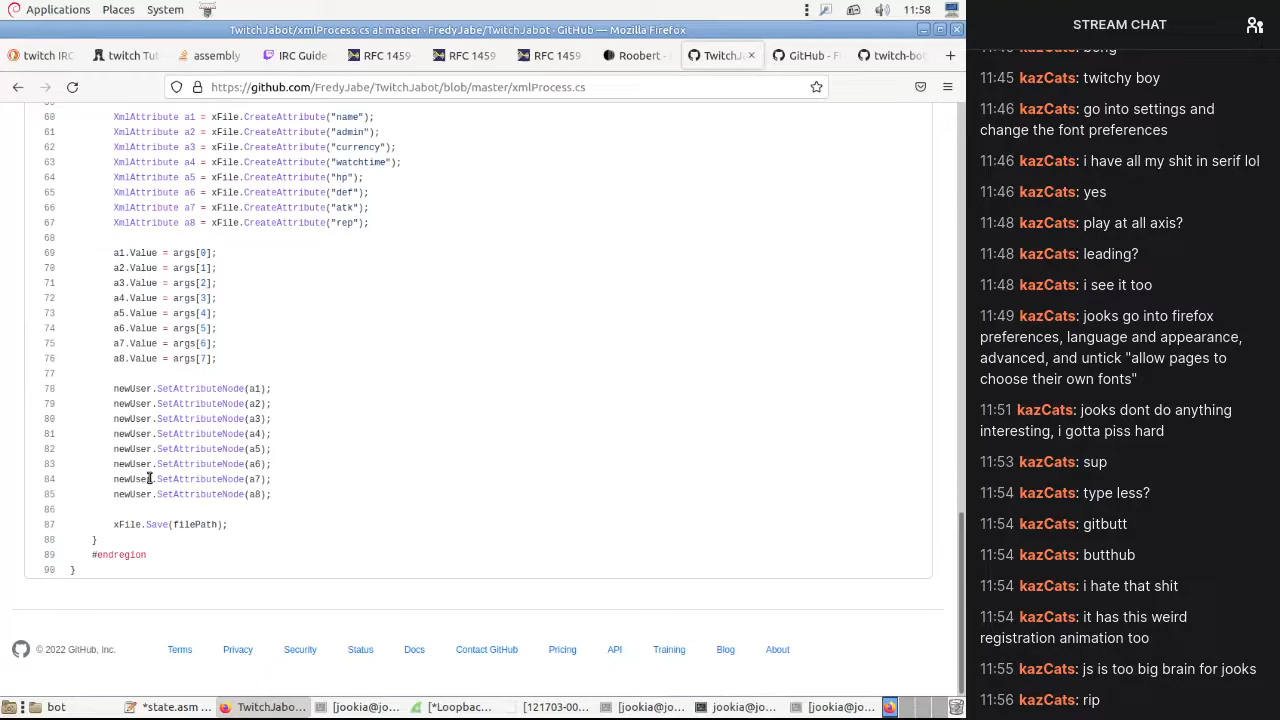 Applications Places System 11:58
TwitchJabot/xmlProcess.cs at master · FredyJabe/TwitchJabot · GitHub — Mozilla Firefox
twitch IRC twitch Tut assembly IRC Guide RFC 1459 RFC 1459 RFC 1459 Roobert - TwitchJ GitHub - F twitch-bot
https://github.com/FredyJabe/TwitchJabot/blob/master/xmlProcess.cs
60 XmlAttribute a1 = xFile.CreateAttribute("name");
61 XmlAttribute a2 = xFile.CreateAttribute("admin");
62 XmlAttribute a3 = xFile.CreateAttribute("currency");
63 XmlAttribute a4 = xFile.CreateAttribute("watchtime");
64 XmlAttribute a5 = xFile.CreateAttribute("hp");
65 XmlAttribute a6 = xFile.CreateAttribute("def");
66 XmlAttribute a7 = xFile.CreateAttribute("atk");
67 XmlAttribute a8 = xFile.CreateAttribute("rep");
68
69 a1.Value = args[0];
70 a2.Value = args[1];
71 a3.Value = args[2];
72 a4.Value = args[3];
73 a5.Value = args[4];
74 a6.Value = args[5];
75 a7.Value = args[6];
76 a8.Value = args[7];
77
78 newUser.SetAttributeNode(a1);
79 newUser.SetAttributeNode(a2);
80 newUser.SetAttributeNode(a3);
81 newUser.SetAttributeNode(a4);
82 newUser.SetAttributeNode(a5);
83 newUser.SetAttributeNode(a6);
84 newUser.SetAttributeNode(a7);
85 newUser.SetAttributeNode(a8);
86
87 xFile.Save(filePath);
88 }
89 #endregion
90 }
© 2022 GitHub, Inc. Terms Privacy Security Status Docs Contact GitHub Pricing API Training Blog About
bot *state.asm ... TwitchJabo... [jookia@jo... [*Loopbac... [121703-00... [jookia@jo... jookia@jo... [jookia@jo...
STREAM CHAT
11:45 kazCats: twitchy boy
11:46 kazCats: go into settings and
change the font preferences
11:46 kazCats: i have all my shit in serif lol
11:46 kazCats: yes
11:48 kazCats: play at all axis?
11:48 kazCats: leading?
11:48 kazCats: i see it too
11:49 kazCats: jooks go into firefox
preferences, language and appearance,
advanced, and untick "allow pages to
choose their own fonts"
11:51 kazCats: jooks dont do anything
interesting, i gotta piss hard
11:53 kazCats: sup
11:54 kazCats: type less?
11:54 kazCats: gitbutt
11:54 kazCats: butthub
11:54 kazCats: i hate that shit
11:54 kazCats: it has this weird
registration animation too
11:55 kazCats: js is too big brain for jooks
11:56 kazCats: rip